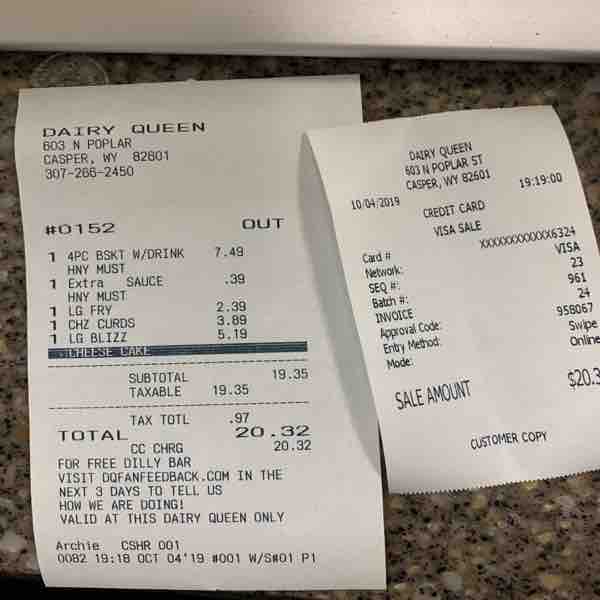 DAIRY QUEEN
603 N POPLAR
CASPER, WY 82601
307-266-2450
#0152 OUT
1 4PC BSKT W/DRINK 7.49
HNY MUST
1 Extra SAUCE .39
HNY MUST
1 LG FRY 2.39
1 CHZ CURDS 3.89
1 LG BLIZZ 5.19
CHEESE CAKE
SUBTOTAL 19.35
TAXABLE 19.35
TAX TOTL .97
TOTAL 20.32
CC CHRG 20.32
FOR FREE DILLY BAR
VISIT DQFANFEEDBACK.COM IN THE
NEXT 3 DAYS TO TELL US
HOW WE ARE DOING!
VALID AT THIS DAIRY QUEEN ONLY
Archie CSHR 001
0082 19:18 OCT 04'19 #001 W/S#01 P1
DAIRY QUEEN
603 N POPLAR ST
CASPER, WY 82601
10/04/2019 19:19:00
CREDIT CARD
VISA SALE
Card # XXXXXXXXXXXX6324
Network: VISA
SEQ #: 23
Batch #: 961
INVOICE 24
Approval Code: 958067
Entry Method: Swipe
Mode: Online
SALE AMOUNT $20.3
CUSTOMER COPY